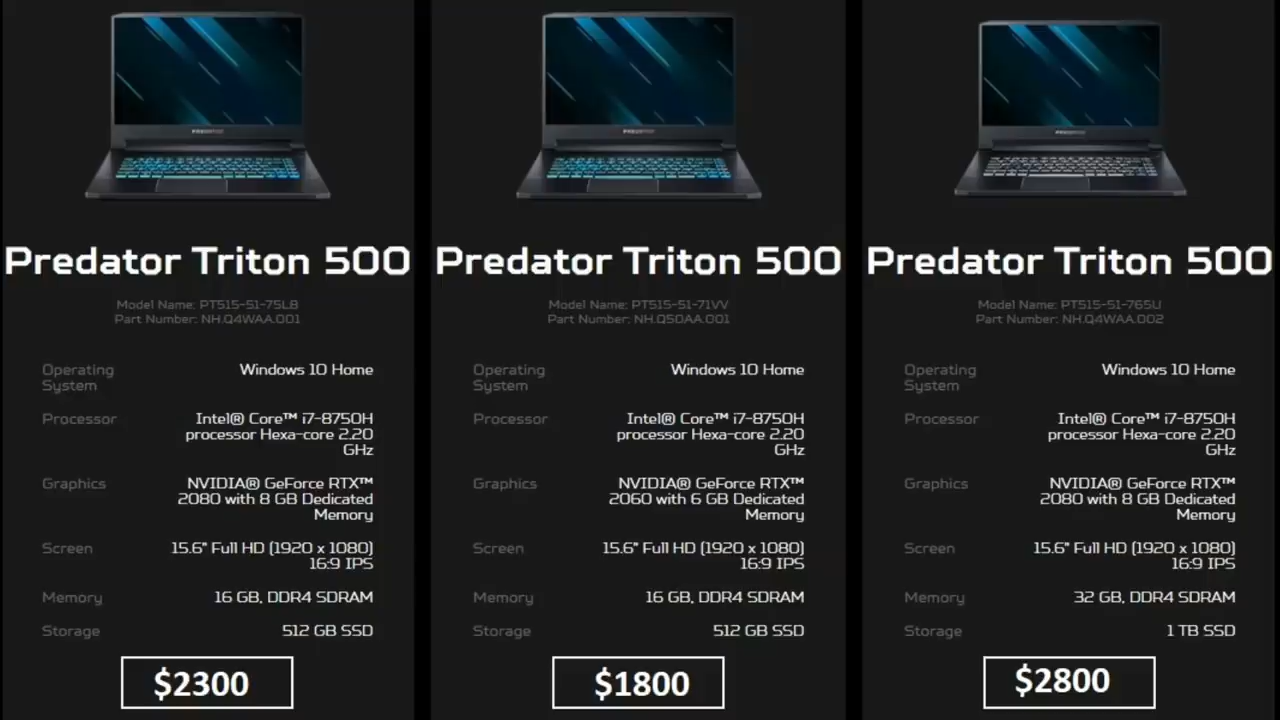 PREDATOR
Predator Triton 500
Model Name: PT515-51-75L8
Part Number: NH.Q4WAA.001
Operating
System
Windows 10 Home
Processor
Intel® Core™ i7-8750H
processor Hexa-core 2.20
GHz
Graphics
NVIDIA® GeForce RTX™
2080 with 8 GB Dedicated
Memory
Screen
15.6" Full HD (1920 x 1080)
16:9 IPS
Memory
16 GB, DDR4 SDRAM
Storage
512 GB SSD
$2300
PREDATOR
Predator Triton 500
Model Name: PT515-51-71VV
Part Number: NH.Q50AA.001
Operating
System
Windows 10 Home
Processor
Intel® Core™ i7-8750H
processor Hexa-core 2.20
GHz
Graphics
NVIDIA® GeForce RTX™
2060 with 6 GB Dedicated
Memory
Screen
15.6" Full HD (1920 x 1080)
16:9 IPS
Memory
16 GB, DDR4 SDRAM
Storage
512 GB SSD
$1800
PREDATOR
Predator Triton 500
Model Name: PT515-51-765U
Part Number: NH.Q4WAA.002
Operating
System
Windows 10 Home
Processor
Intel® Core™ i7-8750H
processor Hexa-core 2.20
GHz
Graphics
NVIDIA® GeForce RTX™
2080 with 8 GB Dedicated
Memory
Screen
15.6" Full HD (1920 x 1080)
16:9 IPS
Memory
32 GB, DDR4 SDRAM
Storage
1 TB SSD
$2800